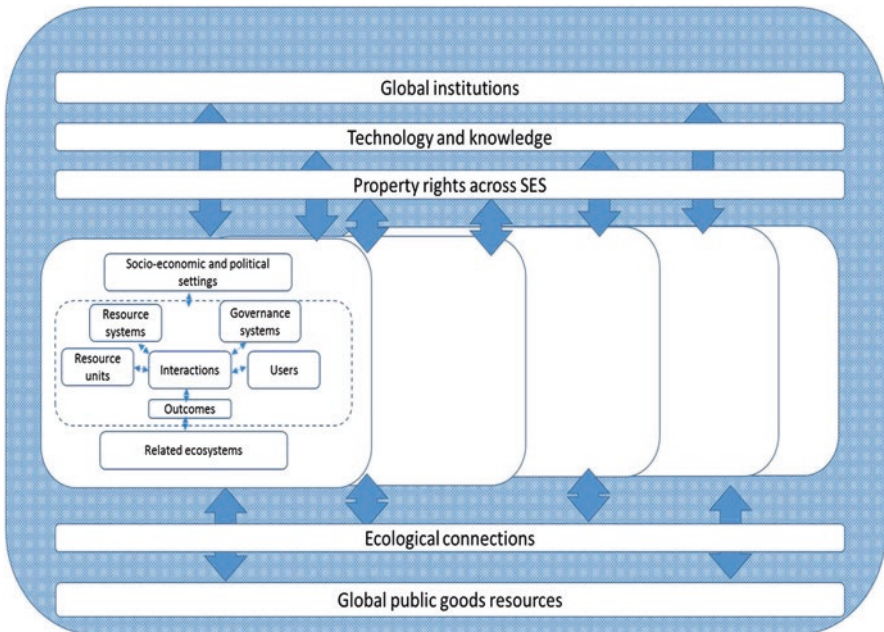 Global institutions
Technology and knowledge
Property rights across SES
Socio-economic and political
settings
Resource
systems
Governance
systems
Resource
units
Interactions
Users
Outcomes
Related ecosystems
Ecological connections
Global public goods resources